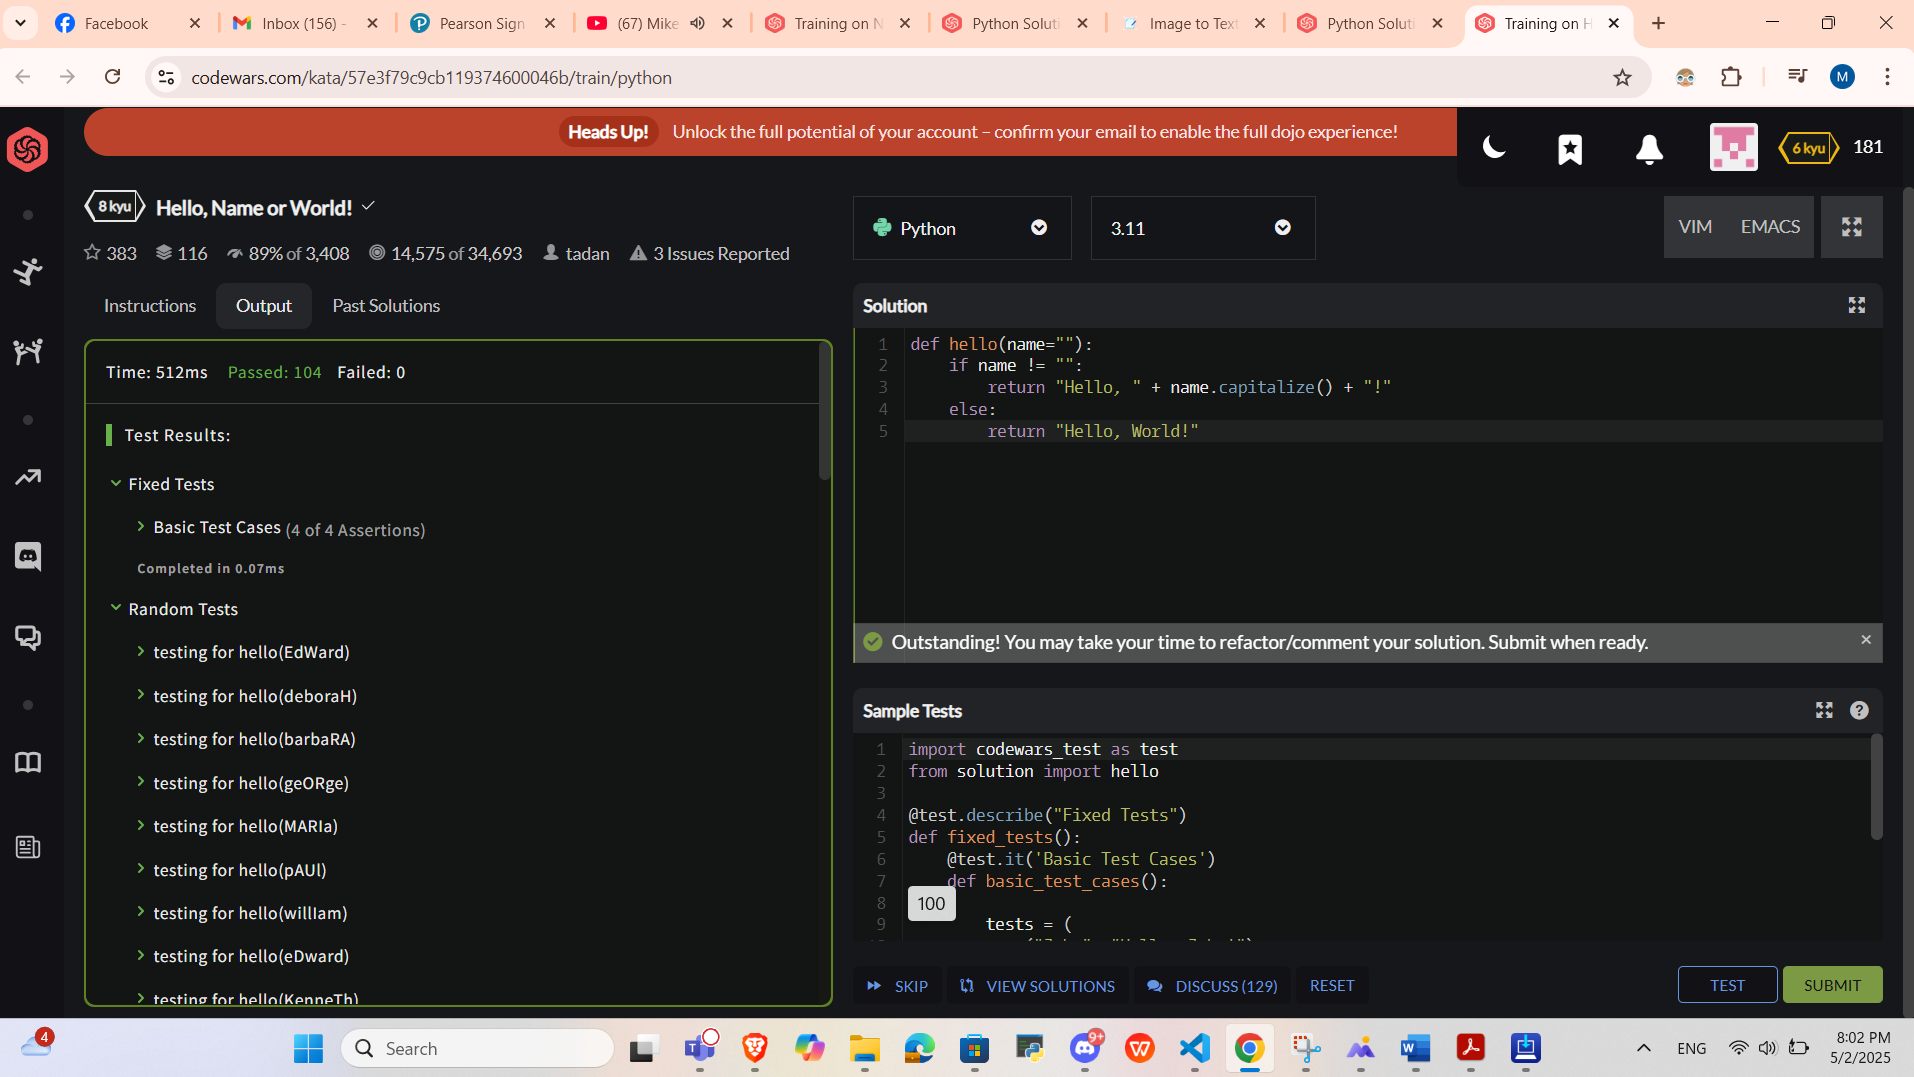 Facebook
Inbox (156) -
Pearson Sign
(67) Mike
Training on N
Python Soluti
Image to Text
Python Soluti
Training on H
codewars.com/kata/57e3f79c9cb119374600046b/train/python
M
Heads Up! Unlock the full potential of your account – confirm your email to enable the full dojo experience!
6 kyu 181
8 kyu Hello, Name or World!
383 116 89% of 3,408 14,575 of 34,693 tadan 3 Issues Reported
Python 3.11 VIM EMACS
Instructions Output Past Solutions
Time: 512ms Passed: 104 Failed: 0
Test Results:
Fixed Tests
Basic Test Cases (4 of 4 Assertions)
Completed in 0.07ms
Random Tests
testing for hello(EdWard)
testing for hello(deboraH)
testing for hello(barbaRA)
testing for hello(geORge)
testing for hello(MARIa)
testing for hello(pAUl)
testing for hello(willIam)
testing for hello(eDward)
testing for hello(KenneTh)
Solution
1 def hello(name=""):
2 if name != "":
3 return "Hello, " + name.capitalize() + "!"
4 else:
5 return "Hello, World!"
Outstanding! You may take your time to refactor/comment your solution. Submit when ready.
Sample Tests
1 import codewars_test as test
2 from solution import hello
3
4 @test.describe("Fixed Tests")
5 def fixed_tests():
6 @test.it('Basic Test Cases')
7 def basic_test_cases():
8
100
9 tests = (
SKIP VIEW SOLUTIONS DISCUSS (129) RESET TEST SUBMIT
4
Search
9+
ENG
8:02 PM
5/2/2025